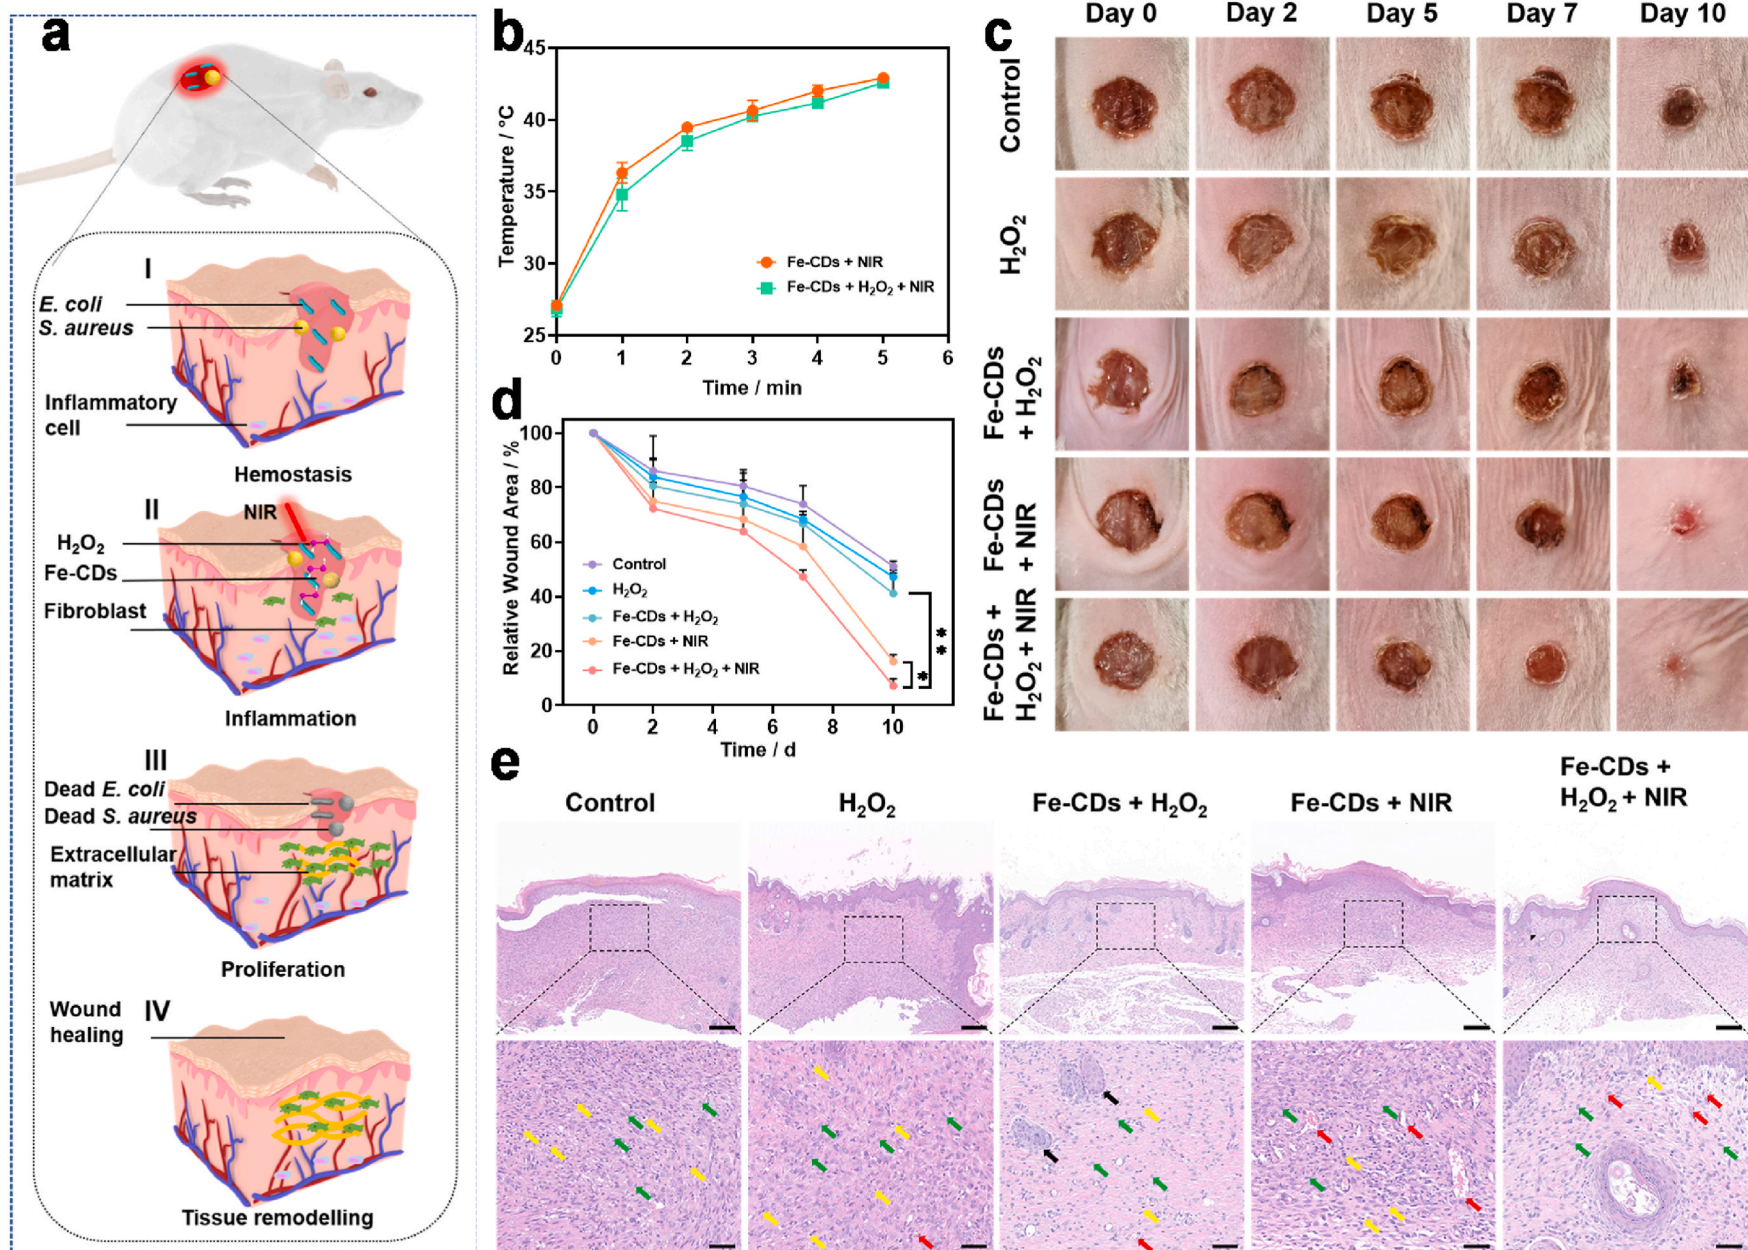 a
I
E. coli
S. aureus
Inflammatory
cell
Hemostasis
II
NIR
H₂O₂
Fe-CDs
Fibroblast
Inflammation
III
Dead E. coli
Dead S. aureus
Extracellular
matrix
Proliferation
Wound
healing
IV
Tissue remodelling
b
Temperature / °C
45
40
35
30
25
Fe-CDs + NIR
Fe-CDs + H₂O₂ + NIR
0 1 2 3 4 5 6
Time / min
c
Day 0 Day 2 Day 5 Day 7 Day 10
Control
H₂O₂
Fe-CDs
+ H₂O₂
Fe-CDs
+ NIR
Fe-CDs +
H₂O₂ + NIR
d
Relative Wound Area / %
100
80
60
40
20
0
Control
H₂O₂
Fe-CDs + H₂O₂
Fe-CDs + NIR
Fe-CDs + H₂O₂ + NIR
**
*
0 2 4 6 8 10
Time / d
e
Control
H₂O₂
Fe-CDs + H₂O₂
Fe-CDs + NIR
Fe-CDs +
H₂O₂ + NIR